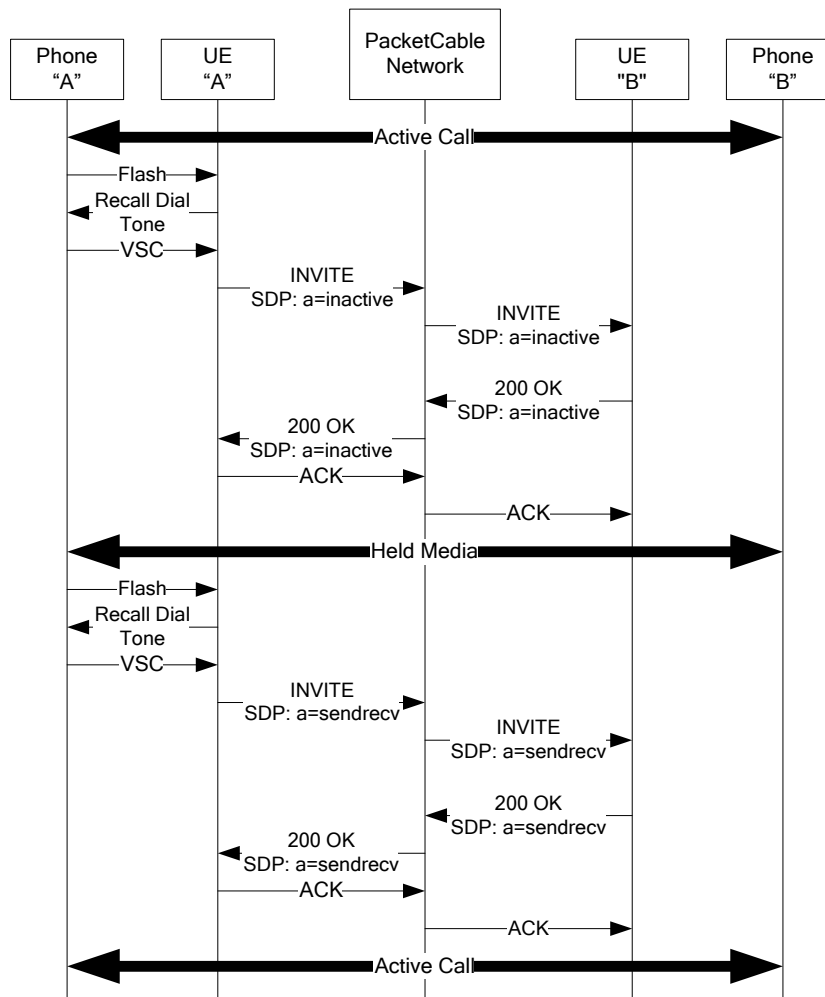 Phone
“A”
UE
“A”
PacketCable
Network
UE
"B"
Phone
“B”
Active Call
Flash
Recall Dial
Tone
VSC
INVITE
SDP: a=inactive
INVITE
SDP: a=inactive
200 OK
SDP: a=inactive
200 OK
SDP: a=inactive
ACK
ACK
Held Media
Flash
Recall Dial
Tone
VSC
INVITE
SDP: a=sendrecv
INVITE
SDP: a=sendrecv
200 OK
SDP: a=sendrecv
200 OK
SDP: a=sendrecv
ACK
ACK
Active Call